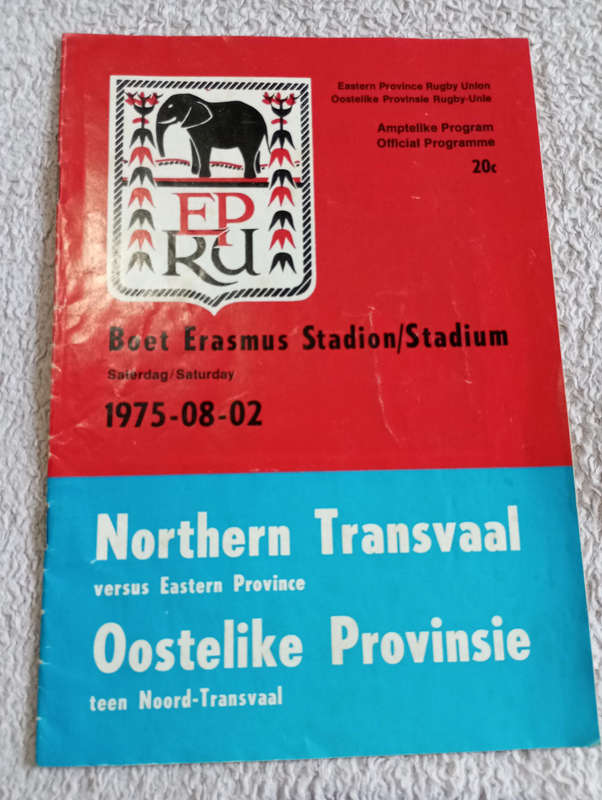 Eastern Province Rugby Union
Oostelike Provinsie Rugby-Unie
Amptelike Program
Official Programme
20c
EP
RU
Boet Erasmus Stadion/Stadium
Saterdag/Saturday
1975-08-02
Northern Transvaal
versus Eastern Province
Oostelike Provinsie
teen Noord-Transvaal